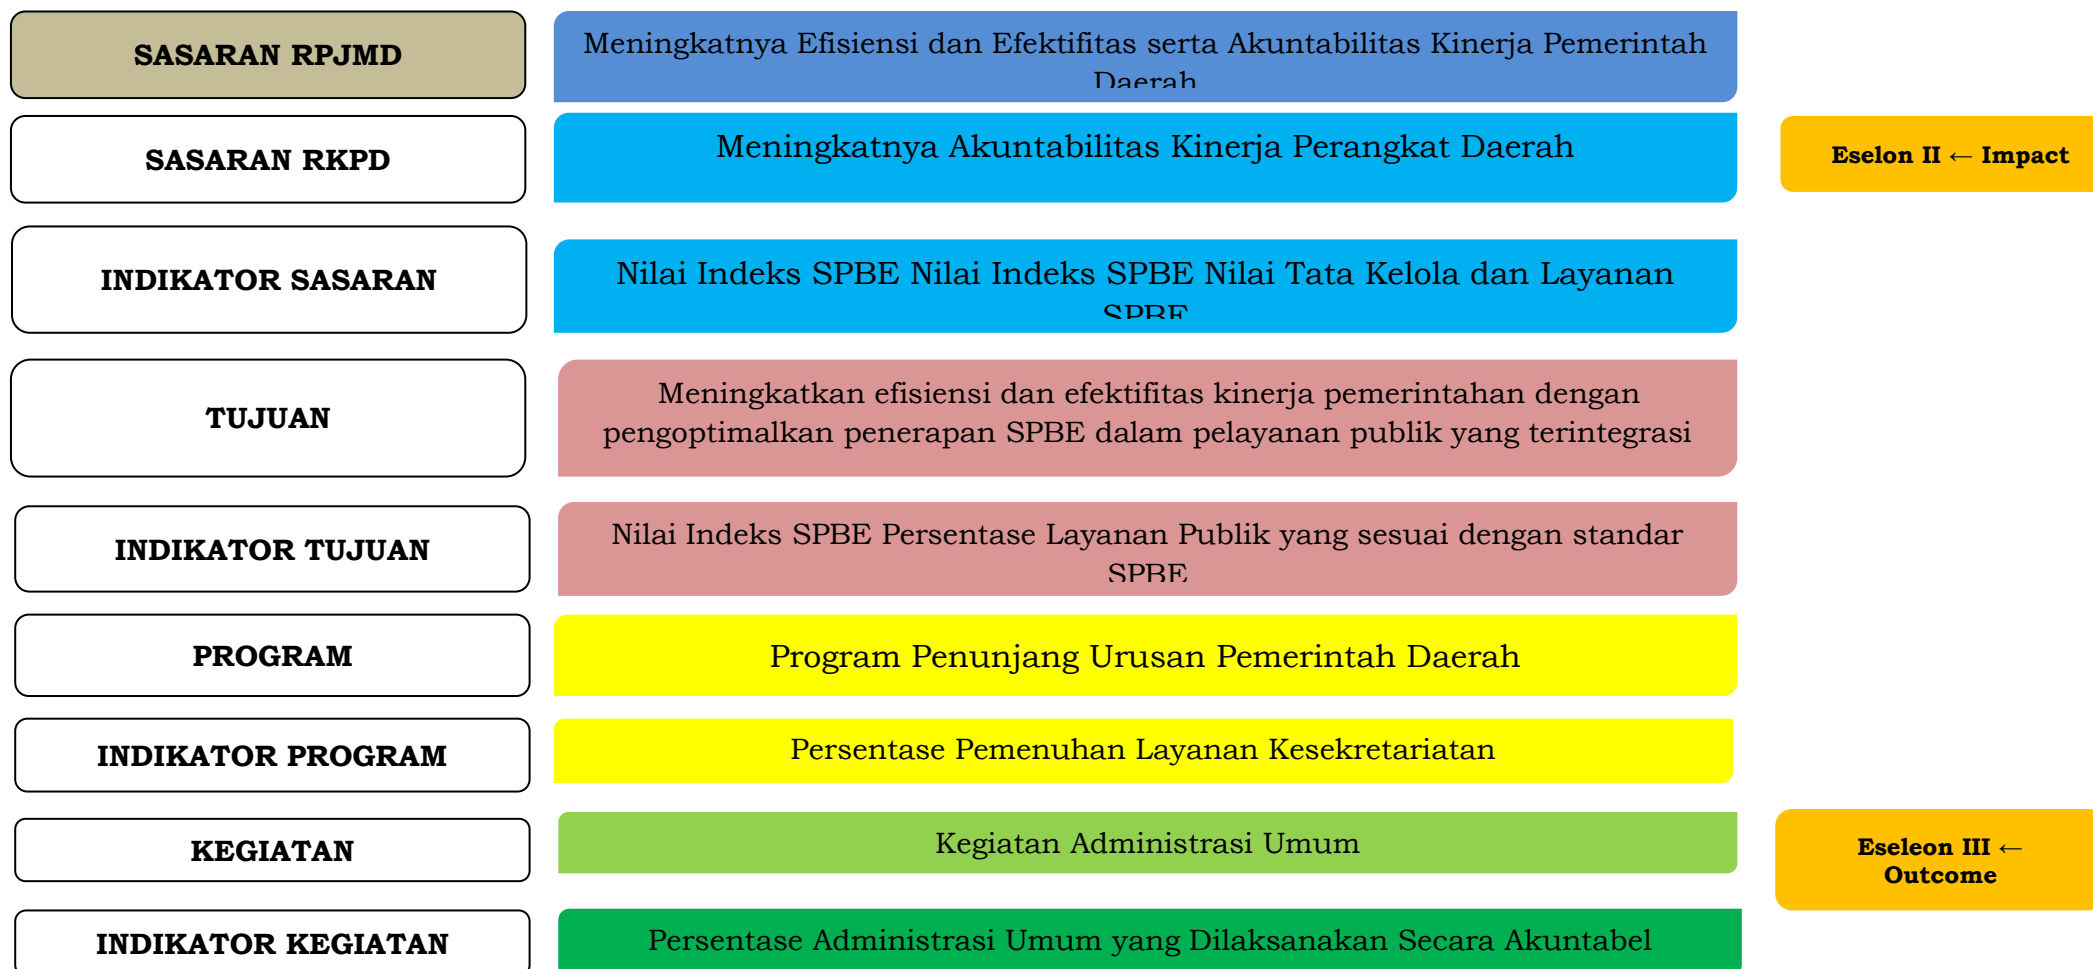 SASARAN RPJMD
Meningkatnya Efisiensi dan Efektifitas serta Akuntabilitas Kinerja Pemerintah
Daerah
SASARAN RKPD
Meningkatnya Akuntabilitas Kinerja Perangkat Daerah
Eselon II ← Impact
INDIKATOR SASARAN
Nilai Indeks SPBE Nilai Indeks SPBE Nilai Tata Kelola dan Layanan
SPBE
TUJUAN
Meningkatkan efisiensi dan efektifitas kinerja pemerintahan dengan
pengoptimalkan penerapan SPBE dalam pelayanan publik yang terintegrasi
INDIKATOR TUJUAN
Nilai Indeks SPBE Persentase Layanan Publik yang sesuai dengan standar
SPBE
PROGRAM
Program Penunjang Urusan Pemerintah Daerah
INDIKATOR PROGRAM
Persentase Pemenuhan Layanan Kesekretariatan
KEGIATAN
Kegiatan Administrasi Umum
Eseleon III ←
Outcome
INDIKATOR KEGIATAN
Persentase Administrasi Umum yang Dilaksanakan Secara Akuntabel